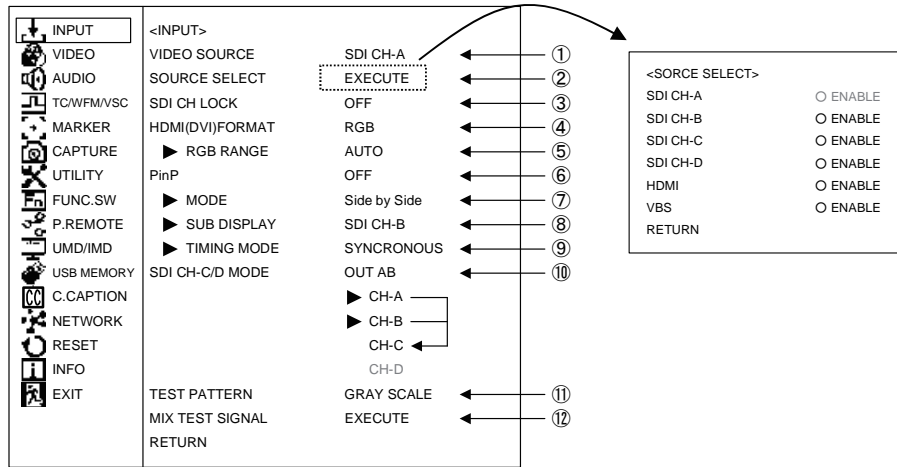 INPUT
VIDEO
AUDIO
TC/WFM/VSC
MARKER
CAPTURE
UTILITY
FUNC.SW
P.REMOTE
UMD/IMD
USB MEMORY
CC C.CAPTION
NETWORK
RESET
INFO
EXIT
<INPUT>
VIDEO SOURCE SDI CH-A ①
SOURCE SELECT EXECUTE ②
SDI CH LOCK OFF ③
HDMI(DVI)FORMAT RGB ④
▶ RGB RANGE AUTO ⑤
PinP OFF ⑥
▶ MODE Side by Side ⑦
▶ SUB DISPLAY SDI CH-B ⑧
▶ TIMING MODE SYNCRONOUS ⑨
SDI CH-C/D MODE OUT AB ⑩
▶ CH-A
▶ CH-B
CH-C
CH-D
TEST PATTERN GRAY SCALE ⑪
MIX TEST SIGNAL EXECUTE ⑫
RETURN
<SORCE SELECT>
SDI CH-A O ENABLE
SDI CH-B O ENABLE
SDI CH-C O ENABLE
SDI CH-D O ENABLE
HDMI O ENABLE
VBS O ENABLE
RETURN